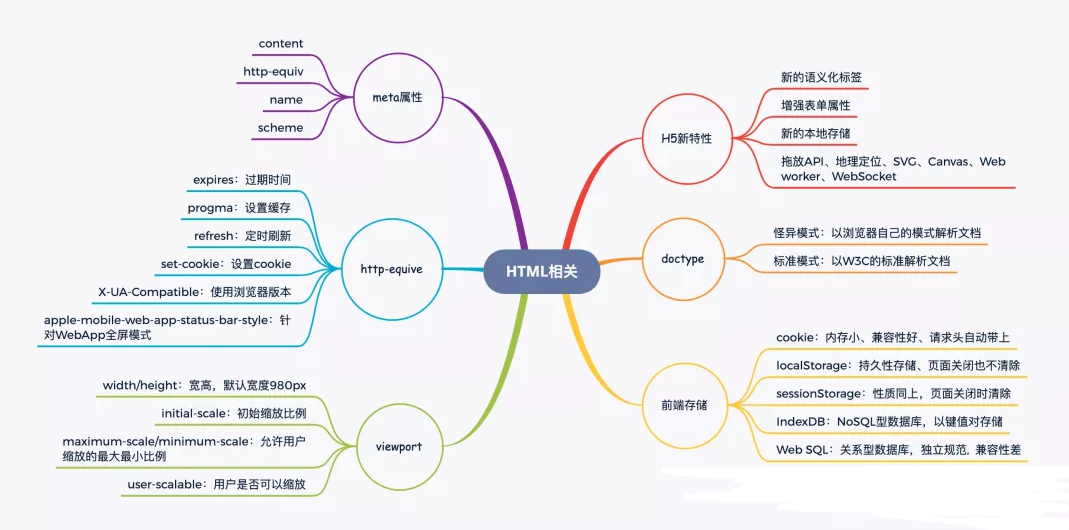 HTML相关
meta属性
content
http-equiv
name
scheme
http-equive
expires：过期时间
progma：设置缓存
refresh：定时刷新
set-cookie：设置cookie
X-UA-Compatible：使用浏览器版本
apple-mobile-web-app-status-bar-style：针
对WebApp全屏模式
viewport
width/height：宽高，默认宽度980px
initial-scale：初始缩放比例
maximum-scale/minimum-scale：允许用户
缩放的最大最小比例
user-scalable：用户是否可以缩放
H5新特性
新的语义化标签
增强表单属性
新的本地存储
拖放API、地理定位、SVG、Canvas、Web
worker、WebSocket
doctype
怪异模式：以浏览器自己的模式解析文档
标准模式：以W3C的标准解析文档
前端存储
cookie：内存小、兼容性好、请求头自动带上
localStorage：持久性存储、页面关闭也不清除
sessionStorage：性质同上，页面关闭时清除
IndexDB：NoSQL型数据库，以键值对存储
Web SQL：关系型数据库，独立规范, 兼容性差